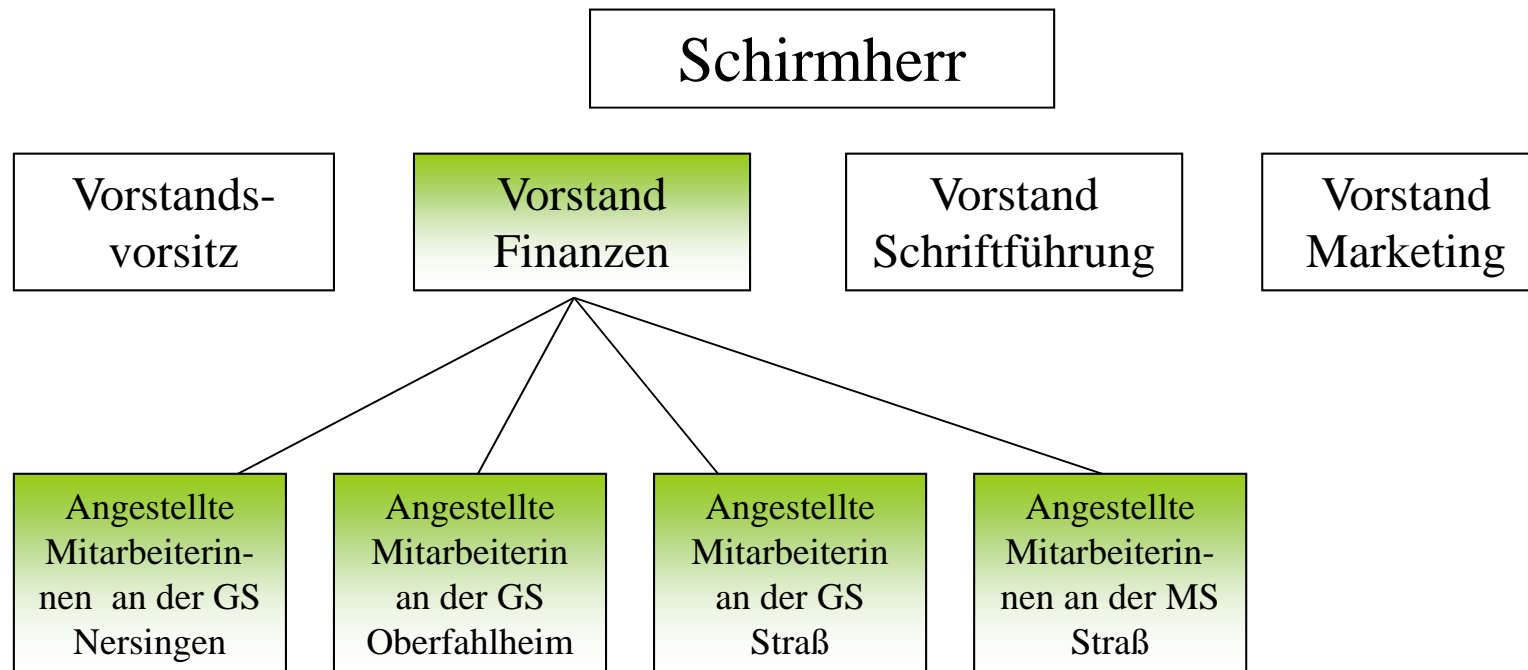 Schirmherr
Vorstands-
vorsitz
Vorstand
Finanzen
Vorstand
Schriftführung
Vorstand
Marketing
Angestellte
Mitarbeiterin-
nen an der GS
Nersingen
Angestellte
Mitarbeiterin
an der GS
Oberfahlheim
Angestellte
Mitarbeiterin
an der GS
Straß
Angestellte
Mitarbeiterin-
nen an der MS
Straß